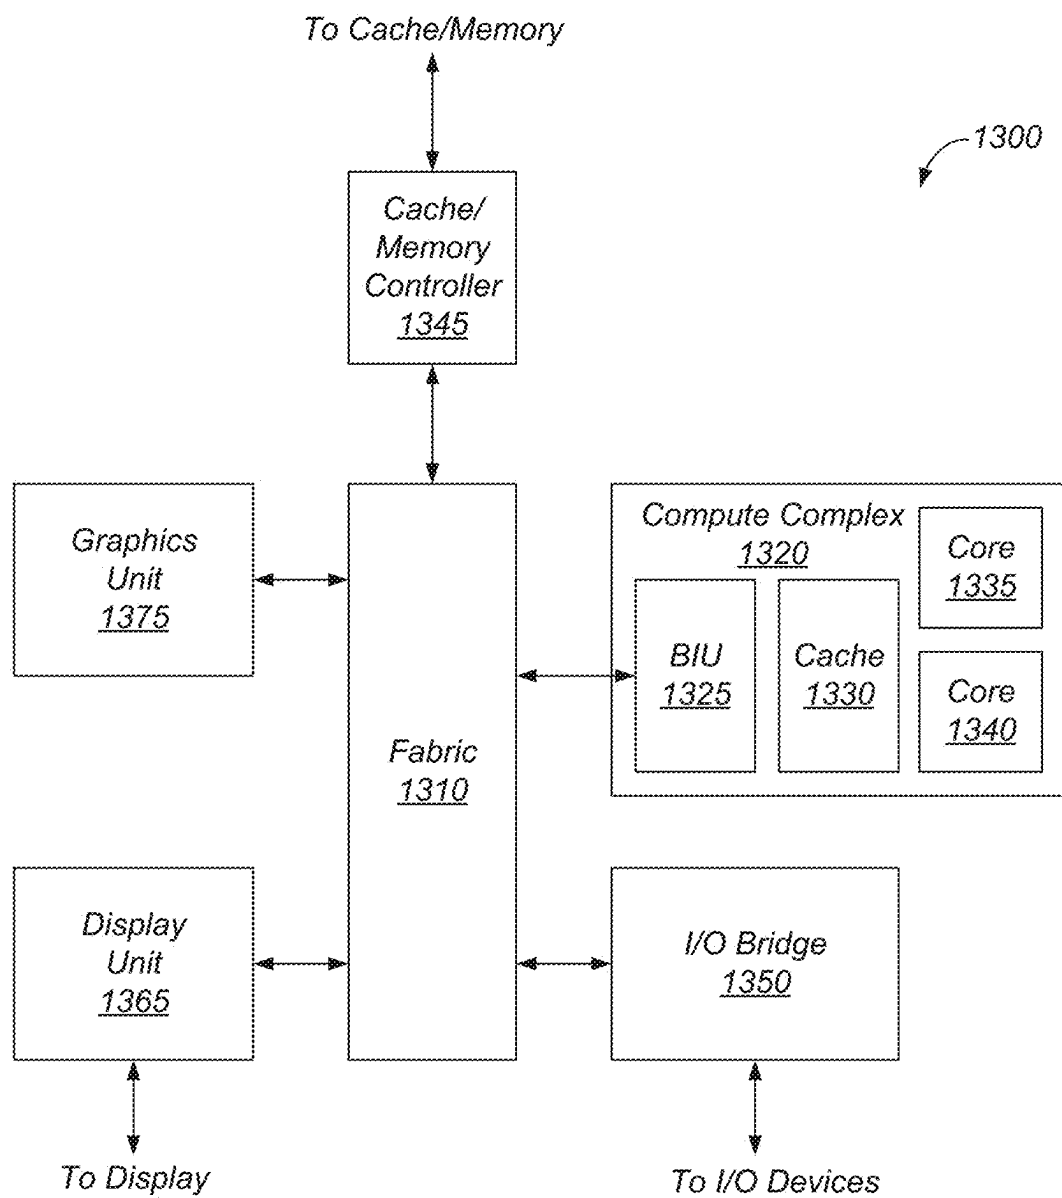 To Cache/Memory
1300
Cache/
Memory
Controller
1345
Graphics
Unit
1375
Fabric
1310
Compute Complex
1320
BIU
1325
Cache
1330
Core
1335
Core
1340
Display
Unit
1365
I/O Bridge
1350
To Display
To I/O Devices